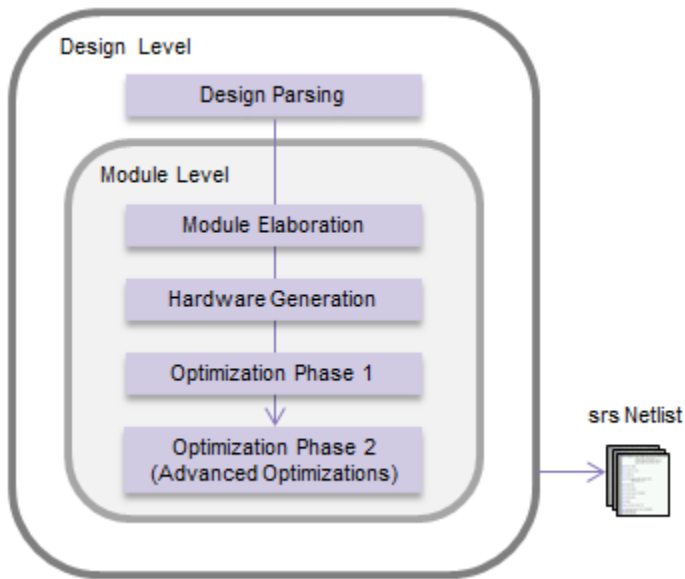 Design Level
Design Parsing
Module Level
Module Elaboration
Hardware Generation
Optimization Phase 1
Optimization Phase 2
(Advanced Optimizations)
srs Netlist